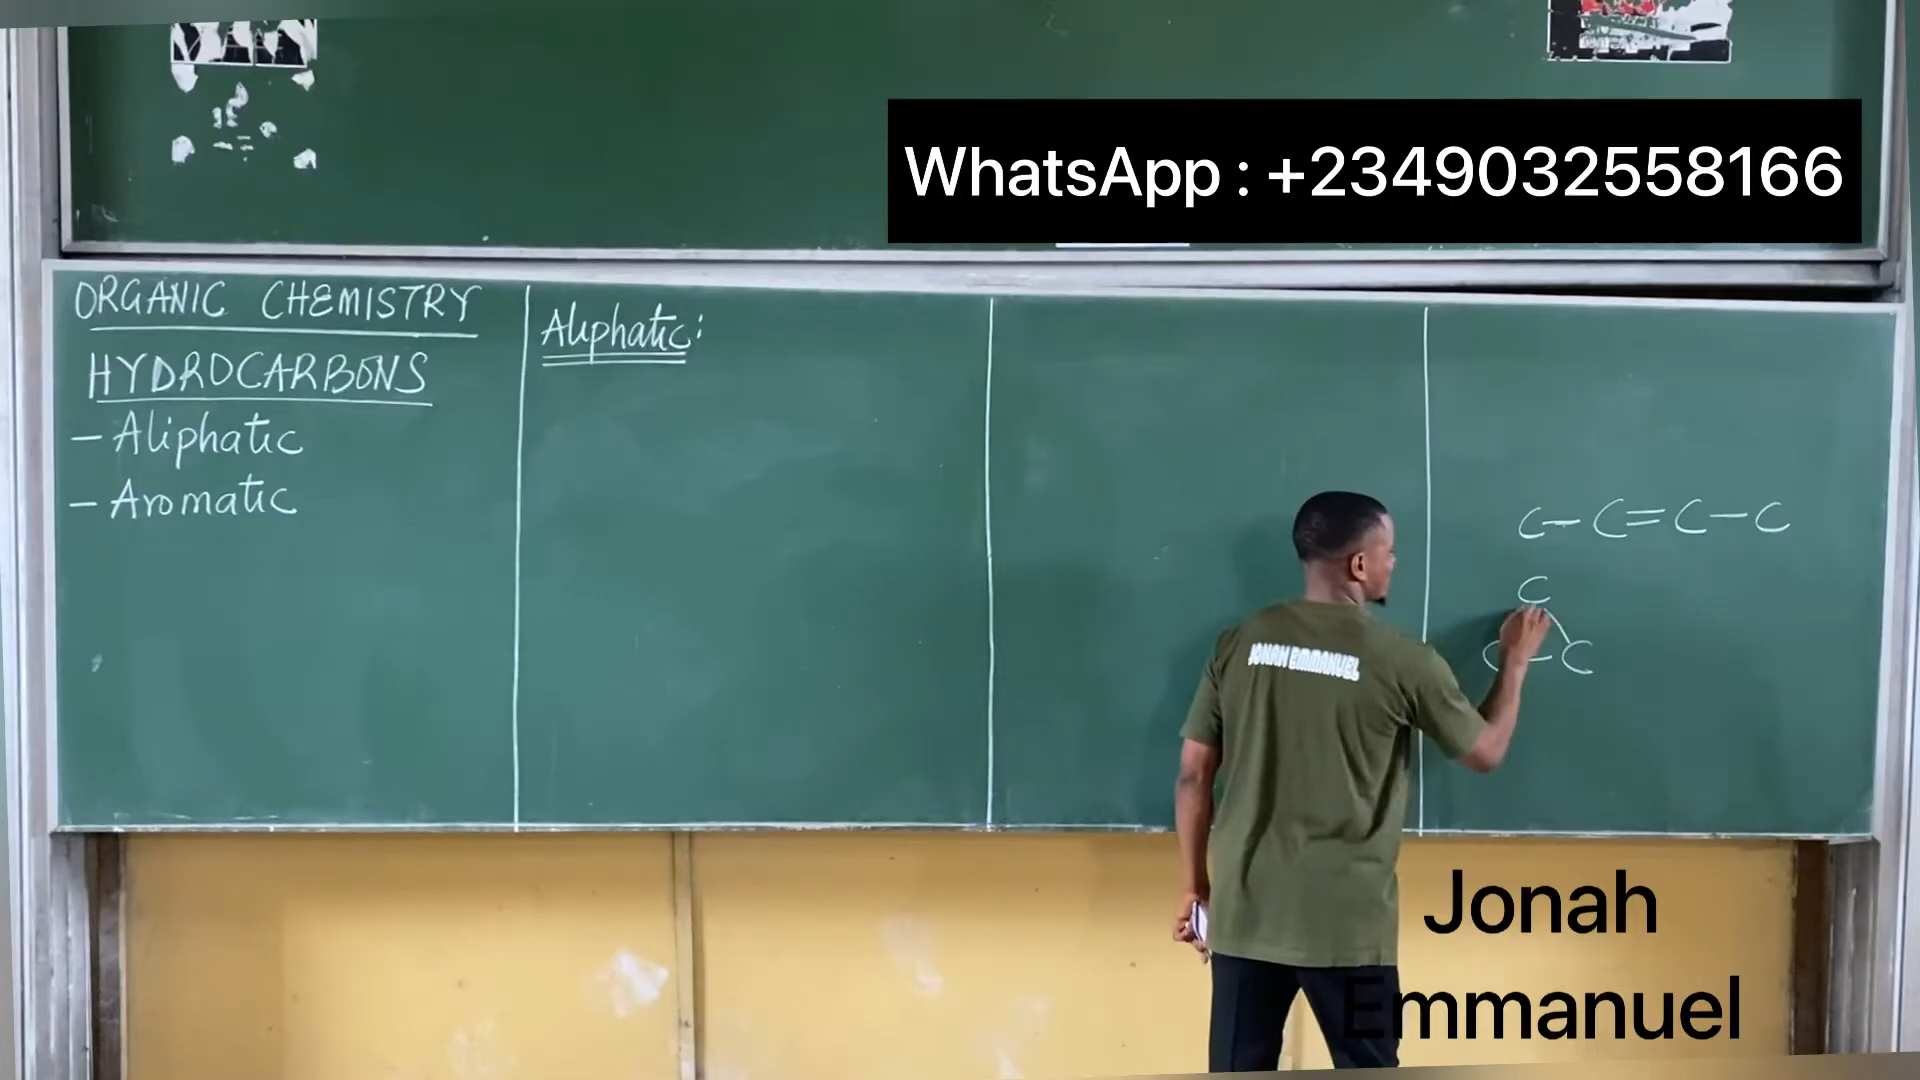 WhatsApp : +2349032558166
ORGANIC CHEMISTRY
HYDROCARBONS
- Aliphatic
- Aromatic
Aliphatic:
C - C = C - C
C
C - C
JONAH EMMANUEL
Jonah
Emmanuel